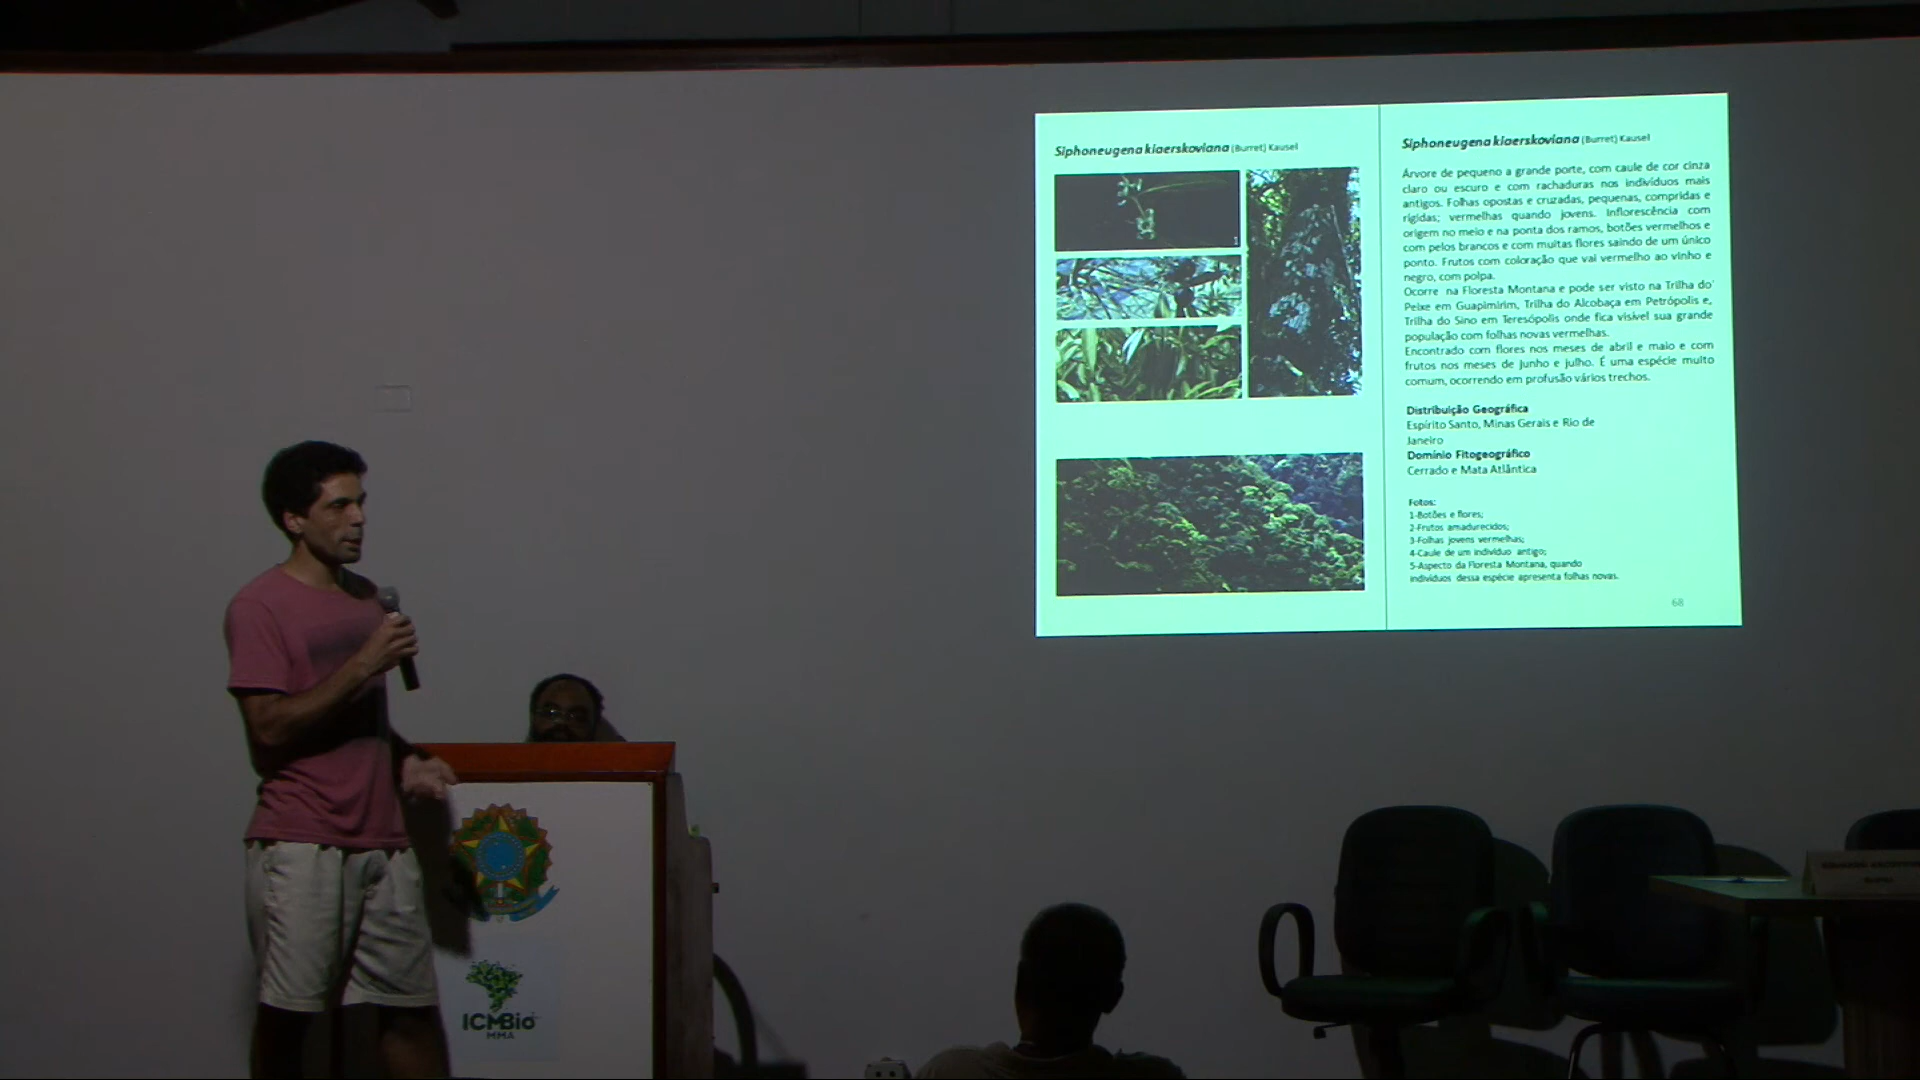 Siphoneugena kiaerskoviana (Burret) Kausel
1
Siphoneugena kiaerskoviana (Burret) Kausel
Árvore de pequeno a grande porte, com caule de cor cinza
claro ou escuro e com rachaduras nos indivíduos mais
antigos. Folhas opostas e cruzadas, pequenas, compridas e
rígidas; vermelhas quando jovens. Inflorescência com
origem no meio e na ponta dos ramos, botões vermelhos e
com pelos brancos e com muitas flores saindo de um único
ponto. Frutos com coloração que vai vermelho ao vinho e
negro, com polpa.
Ocorre na Floresta Montana e pode ser visto na Trilha do
Peixe em Guapimirim, Trilha do Alcobaça em Petrópolis e,
Trilha do Sino em Teresópolis onde fica visível sua grande
população com folhas novas vermelhas.
Encontrado com flores nos meses de abril e maio e com
frutos nos meses de junho e julho. É uma espécie muito
comum, ocorrendo em profusão vários trechos.
Distribuição Geográfica
Espírito Santo, Minas Gerais e Rio de
Janeiro
Domínio Fitogeográfico
Cerrado e Mata Atlântica
Fotos:
1-Botões e flores;
2-Frutos amadurecidos;
3-Folhas jovens vermelhas;
4-Caule de um indivíduo antigo;
5-Aspecto da Floresta Montana, quando
indivíduos dessa espécie apresenta folhas novas.
68
ICMBio
MMA